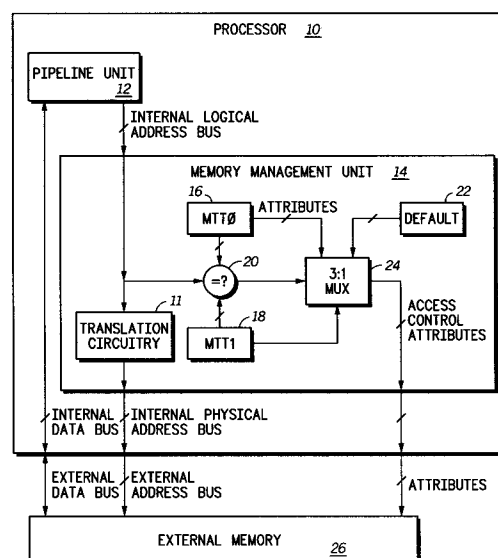 PROCESSOR 10
PIPELINE UNIT
12
INTERNAL LOGICAL
ADDRESS BUS
MEMORY MANAGEMENT UNIT 14
16
ATTRIBUTES
22
MTTØ
DEFAULT
20
24
=?
3:1
MUX
11
18
TRANSLATION
CIRCUITRY
MTT1
ACCESS
CONTROL
ATTRIBUTES
INTERNAL
DATA BUS
INTERNAL PHYSICAL
ADDRESS BUS
EXTERNAL
DATA BUS
EXTERNAL
ADDRESS BUS
ATTRIBUTES
EXTERNAL MEMORY
26